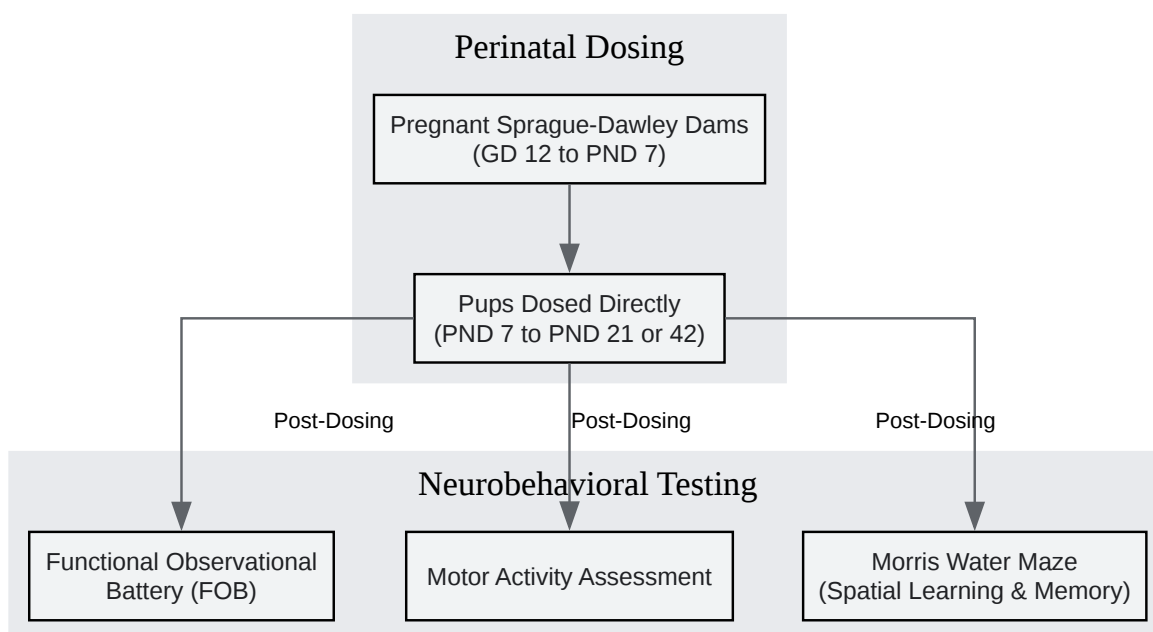 Perinatal Dosing
Pregnant Sprague-Dawley Dams
(GD 12 to PND 7)
Pups Dosed Directly
(PND 7 to PND 21 or 42)
Post-Dosing
Post-Dosing
Post-Dosing
Neurobehavioral Testing
Functional Observational
Battery (FOB)
Motor Activity Assessment
Morris Water Maze
(Spatial Learning & Memory)